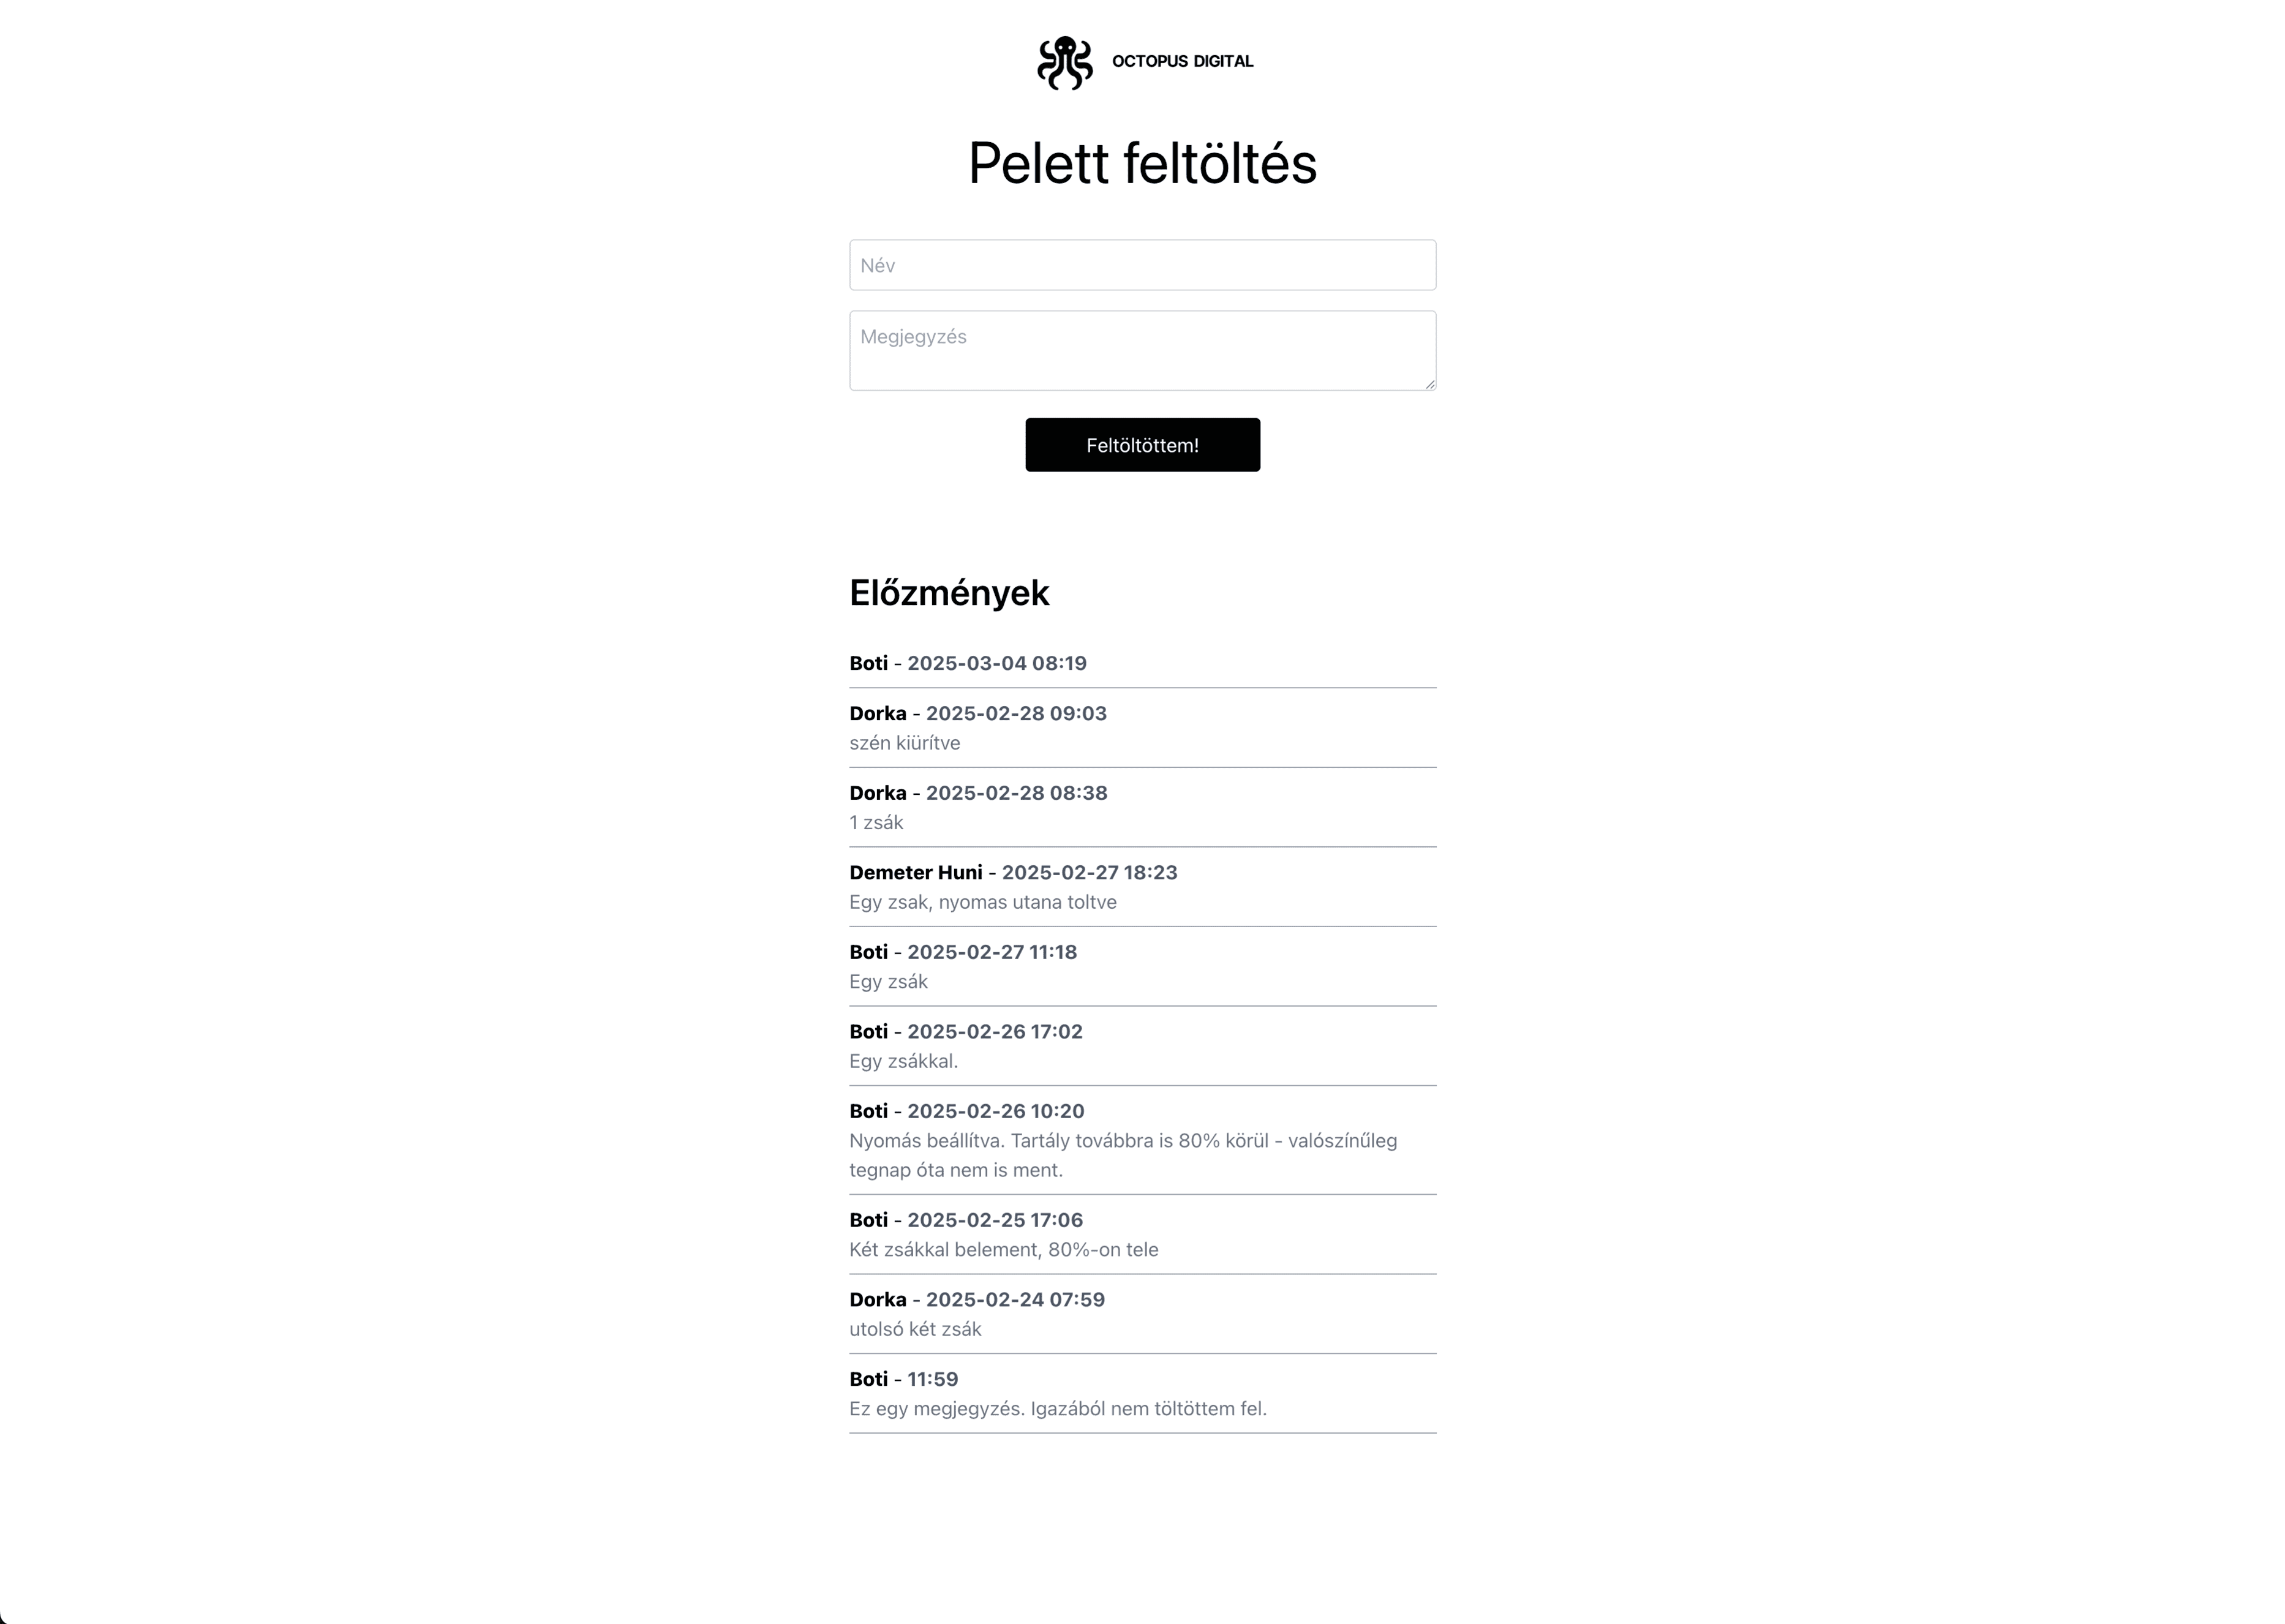 OCTOPUS DIGITAL
Pelett feltöltés
Név
Megjegyzés
Feltöltöttem!
Előzmények
Boti - 2025-03-04 08:19
Dorka - 2025-02-28 09:03
szén kiürítve
Dorka - 2025-02-28 08:38
1 zsák
Demeter Huni - 2025-02-27 18:23
Egy zsak, nyomas utana toltve
Boti - 2025-02-27 11:18
Egy zsák
Boti - 2025-02-26 17:02
Egy zsákkal.
Boti - 2025-02-26 10:20
Nyomás beállítva. Tartály továbbra is 80% körül - valószínűleg
tegnap óta nem is ment.
Boti - 2025-02-25 17:06
Két zsákkal belement, 80%-on tele
Dorka - 2025-02-24 07:59
utolsó két zsák
Boti - 11:59
Ez egy megjegyzés. Igazából nem töltöttem fel.